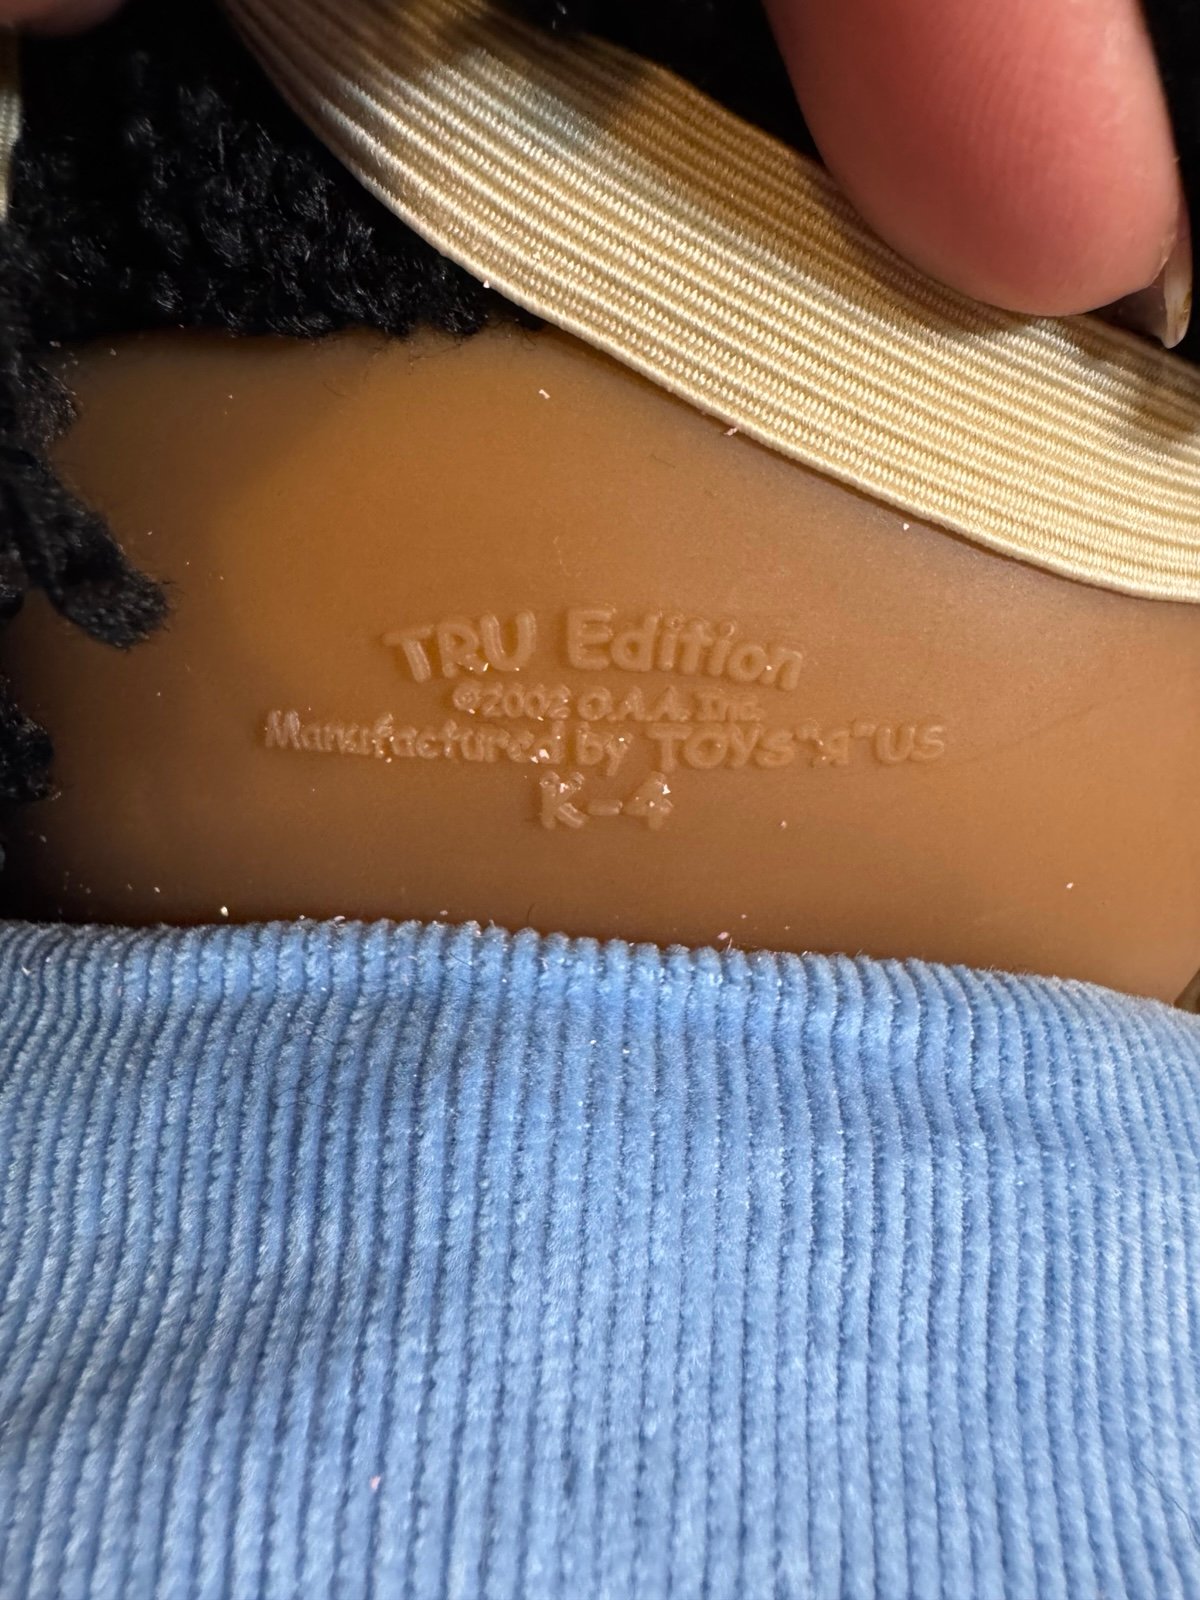 TRU Edition
©2002 O.A.A. Inc.
Manufactured by TOYS"Я"US
K-4